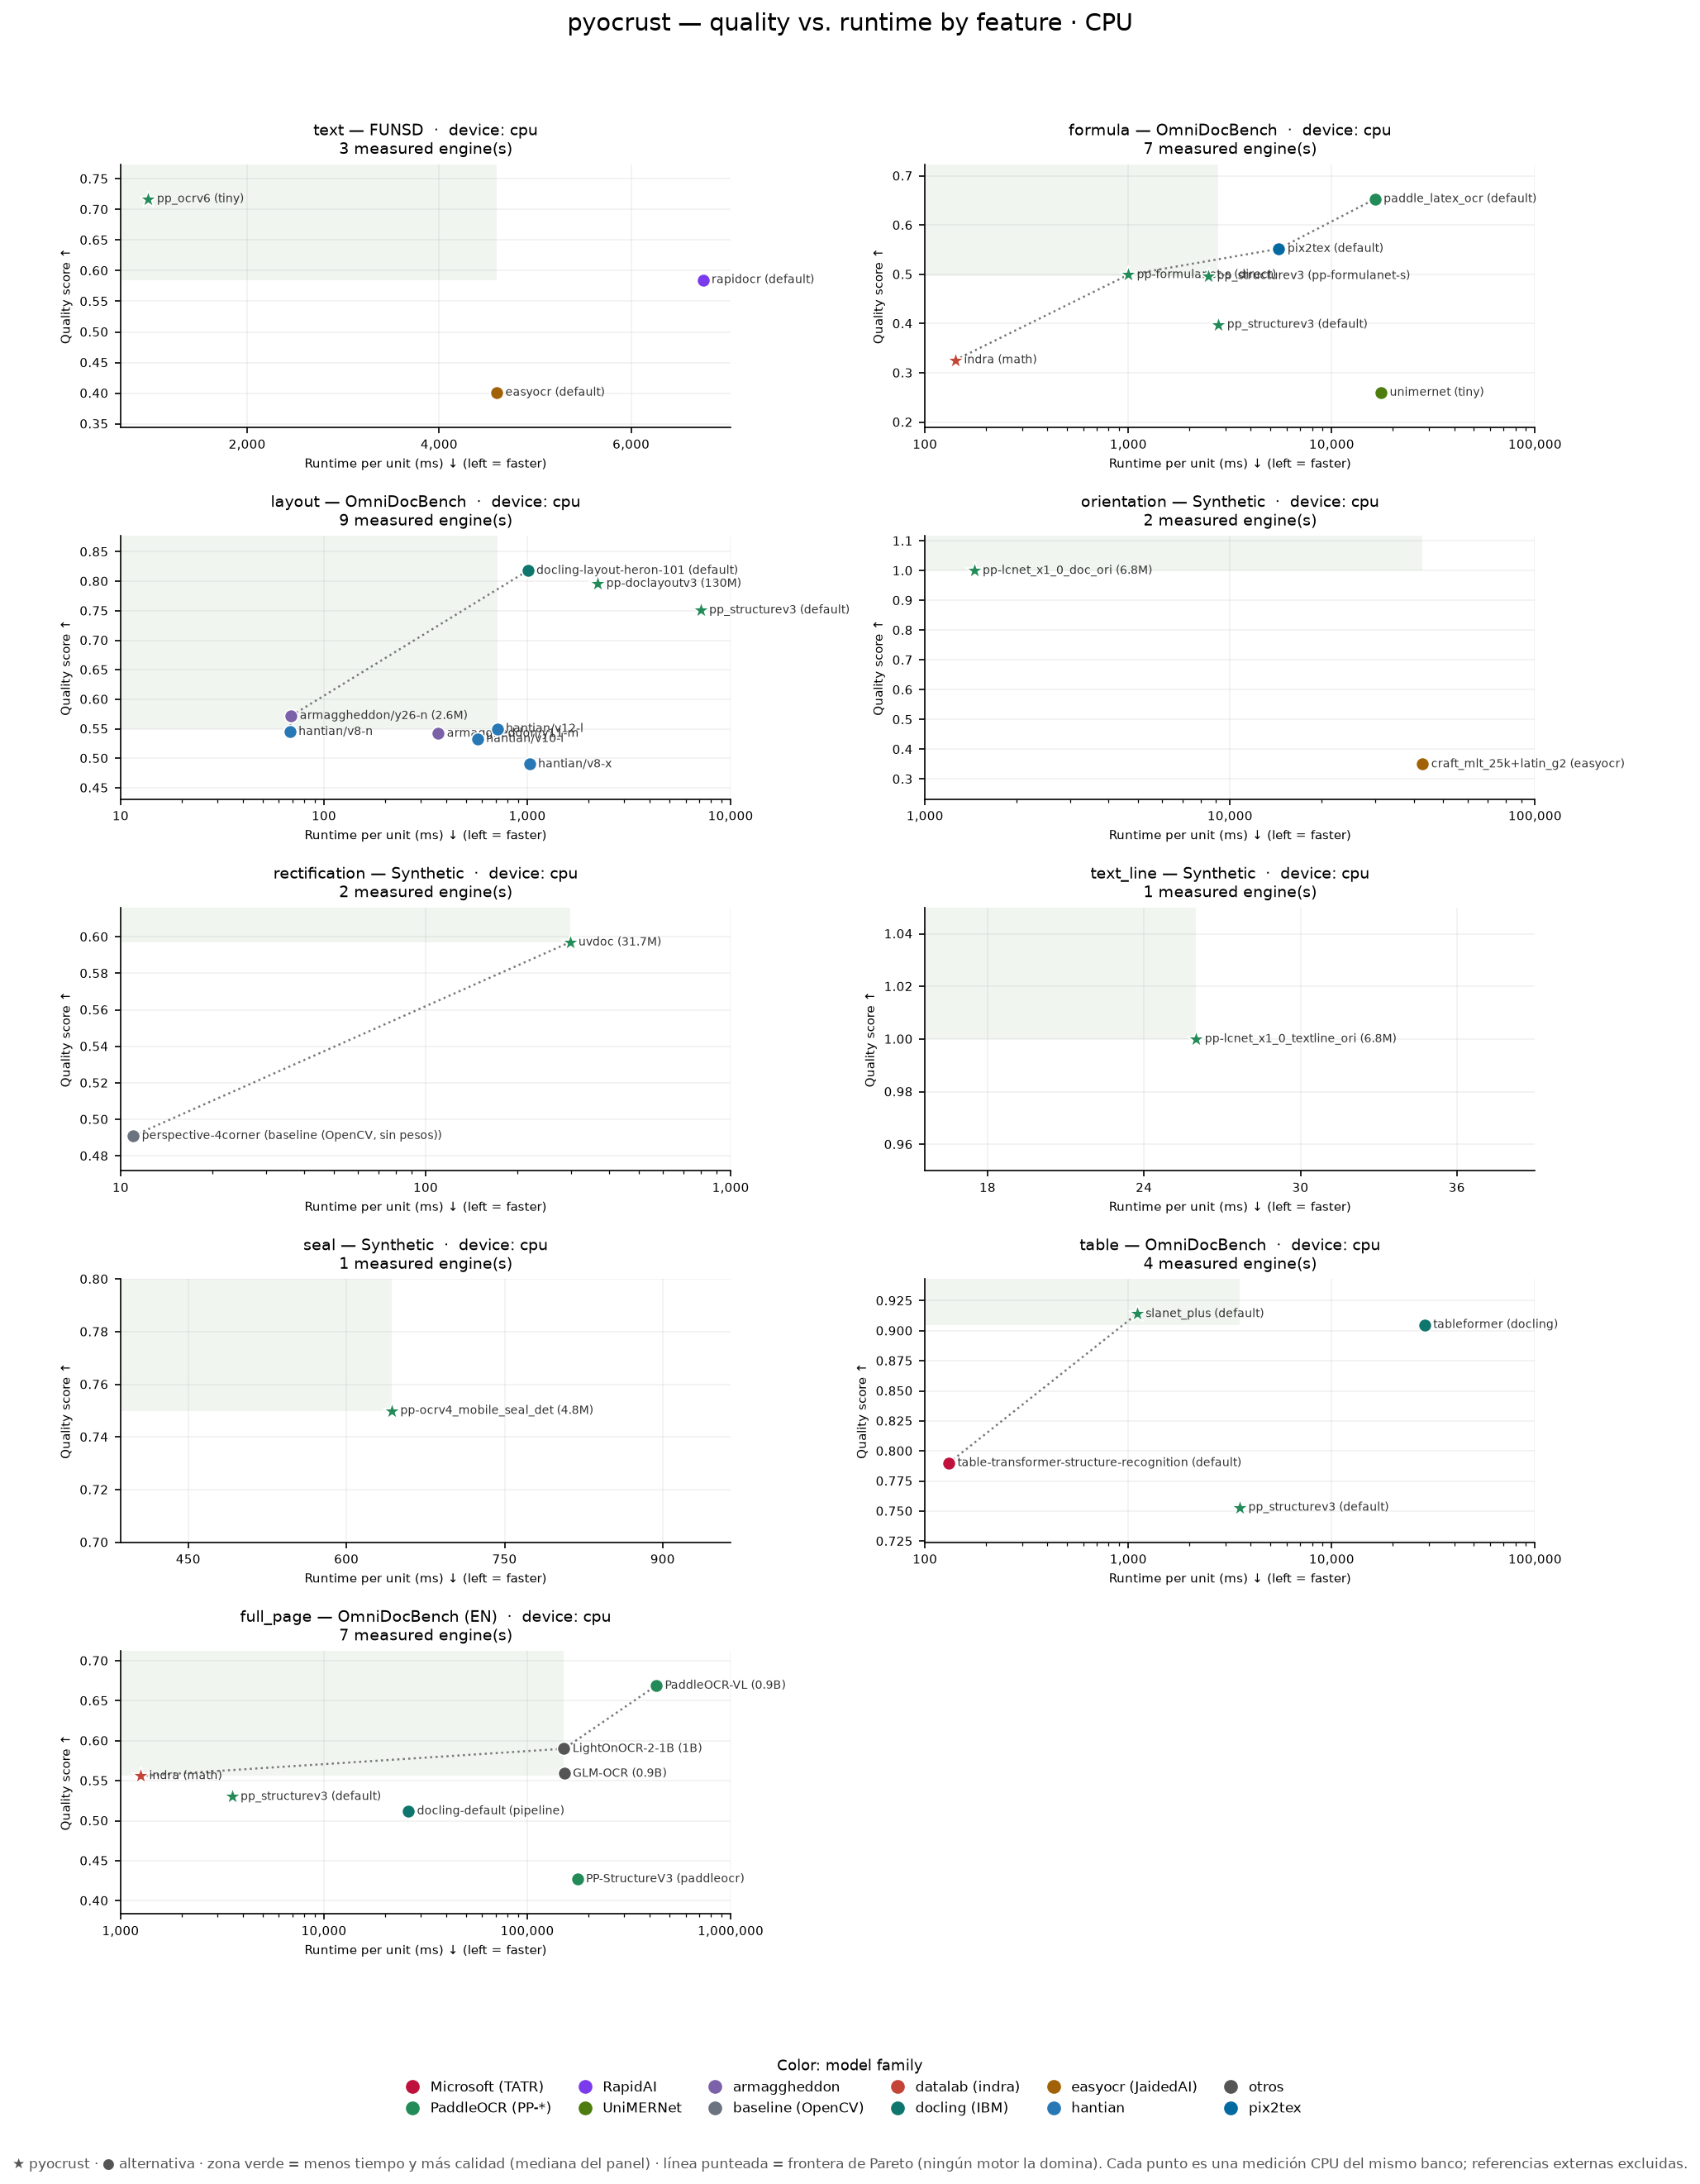 pyocrust — quality vs. runtime by feature · CPU
text — FUNSD · device: cpu
3 measured engine(s)
Quality score ↑
0.75
0.70
0.65
0.60
0.55
0.50
0.45
0.40
0.35
pp_ocrv6 (tiny)
rapidocr (default)
easyocr (default)
2,000
4,000
6,000
Runtime per unit (ms) ↓ (left = faster)
formula — OmniDocBench · device: cpu
7 measured engine(s)
Quality score ↑
0.7
0.6
0.5
0.4
0.3
0.2
paddle_latex_ocr (default)
pix2tex (default)
pp_structurev3 (pp-formulanet-s)
pp_structurev3 (default)
indra (math)
unimernet (tiny)
100
1,000
10,000
100,000
Runtime per unit (ms) ↓ (left = faster)
layout — OmniDocBench · device: cpu
9 measured engine(s)
Quality score ↑
0.85
0.80
0.75
0.70
0.65
0.60
0.55
0.50
0.45
docling-layout-heron-101 (default)
pp-doclayoutv3 (130M)
pp_structurev3 (default)
armaggheddon/y26-n (2.6M)
hantian/v8-n
hantian/v12-l
hantian/v10-l
hantian/v8-x
10
100
1,000
10,000
Runtime per unit (ms) ↓ (left = faster)
orientation — Synthetic · device: cpu
2 measured engine(s)
Quality score ↑
1.1
1.0
0.9
0.8
0.7
0.6
0.5
0.4
0.3
pp-lcnet_x1_0_doc_ori (6.8M)
craft_mlt_25k+latin_g2 (easyocr)
1,000
10,000
100,000
Runtime per unit (ms) ↓ (left = faster)
rectification — Synthetic · device: cpu
2 measured engine(s)
Quality score ↑
0.60
0.58
0.56
0.54
0.52
0.50
0.48
uvdoc (31.7M)
perspective-4corner (baseline (OpenCV, sin pesos))
10
100
1,000
Runtime per unit (ms) ↓ (left = faster)
text_line — Synthetic · device: cpu
1 measured engine(s)
Quality score ↑
1.04
1.02
1.00
0.98
0.96
pp-lcnet_x1_0_textline_ori (6.8M)
18
24
30
36
Runtime per unit (ms) ↓ (left = faster)
seal — Synthetic · device: cpu
1 measured engine(s)
Quality score ↑
0.80
0.78
0.76
0.74
0.72
0.70
pp-ocrv4_mobile_seal_det (4.8M)
450
600
750
900
Runtime per unit (ms) ↓ (left = faster)
table — OmniDocBench · device: cpu
4 measured engine(s)
Quality score ↑
0.925
0.900
0.875
0.850
0.825
0.800
0.775
0.750
0.725
slanet_plus (default)
tableformer (docling)
table-transformer-structure-recognition (default)
pp_structurev3 (default)
100
1,000
10,000
100,000
Runtime per unit (ms) ↓ (left = faster)
full_page — OmniDocBench (EN) · device: cpu
7 measured engine(s)
Quality score ↑
0.70
0.65
0.60
0.55
0.50
0.45
0.40
PaddleOCR-VL (0.9B)
LightOnOCR-2-1B (1B)
indra (math)
GLM-OCR (0.9B)
pp_structurev3 (default)
docling-default (pipeline)
PP-StructureV3 (paddleocr)
1,000
10,000
100,000
1,000,000
Runtime per unit (ms) ↓ (left = faster)
Color: model family
Microsoft (TATR)
RapidAI
armaggheddon
datalab (indra)
easyocr (JaidedAI)
otros
PaddleOCR (PP-*)
UniMERNet
baseline (OpenCV)
docling (IBM)
hantian
pix2tex
★ pyocrust · ● alternativa · zona verde = menos tiempo y más calidad (mediana del panel) · línea punteada = frontera de Pareto (ningún motor la domina). Cada punto es una medición CPU del mismo banco; referencias externas excluidas.